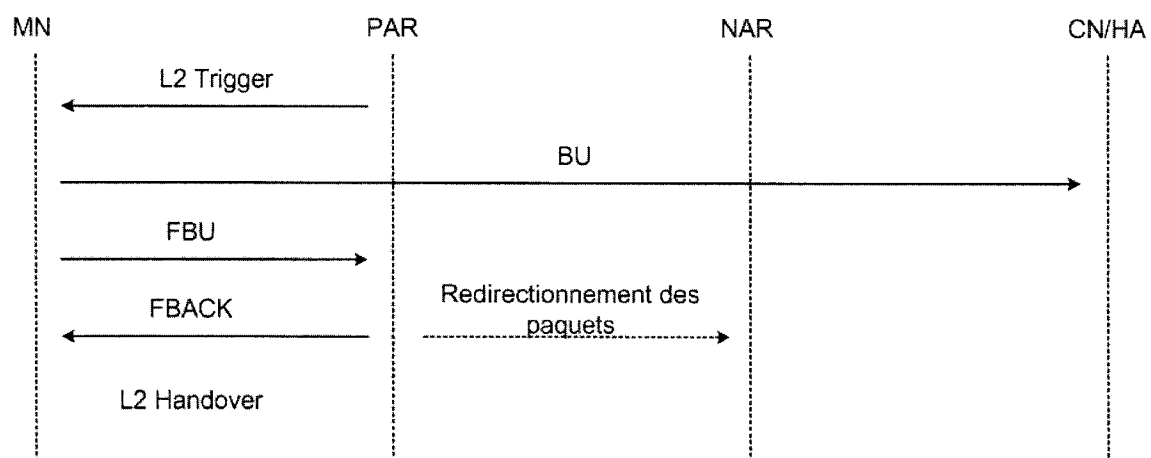 MN
PAR
NAR
CN/HA
L2 Trigger
BU
FBU
FBACK
Redirectionnement des
paquets
L2 Handover